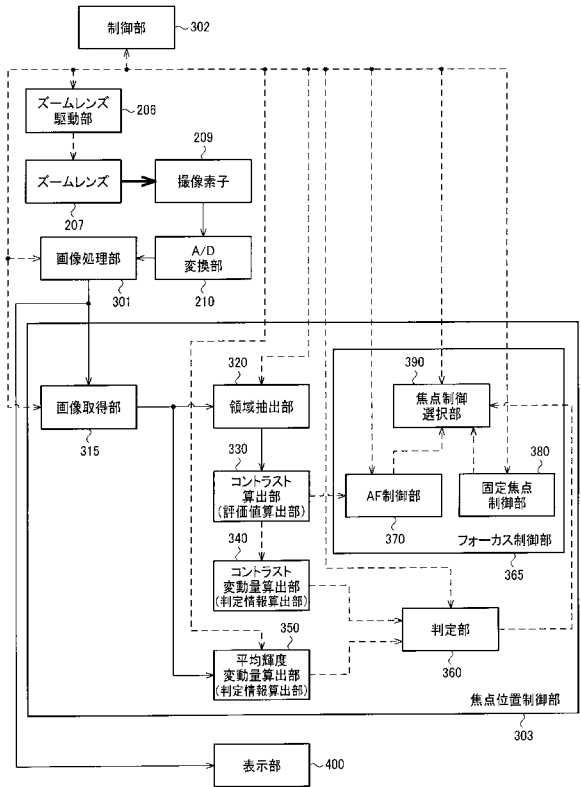 制御部
302
ズームレンズ
駆動部
206
209
ズームレンズ
撮像素子
207
画像処理部
A/D
変換部
301
210
320
390
画像取得部
領域抽出部
焦点制御
選択部
315
330
380
コントラスト
算出部
(評価値算出部)
AF制御部
固定焦点
制御部
370
フォーカス制御部
340
365
コントラスト
変動量算出部
(判定情報算出部)
350
判定部
平均輝度
変動量算出部
(判定情報算出部)
360
焦点位置制御部
303
表示部
400